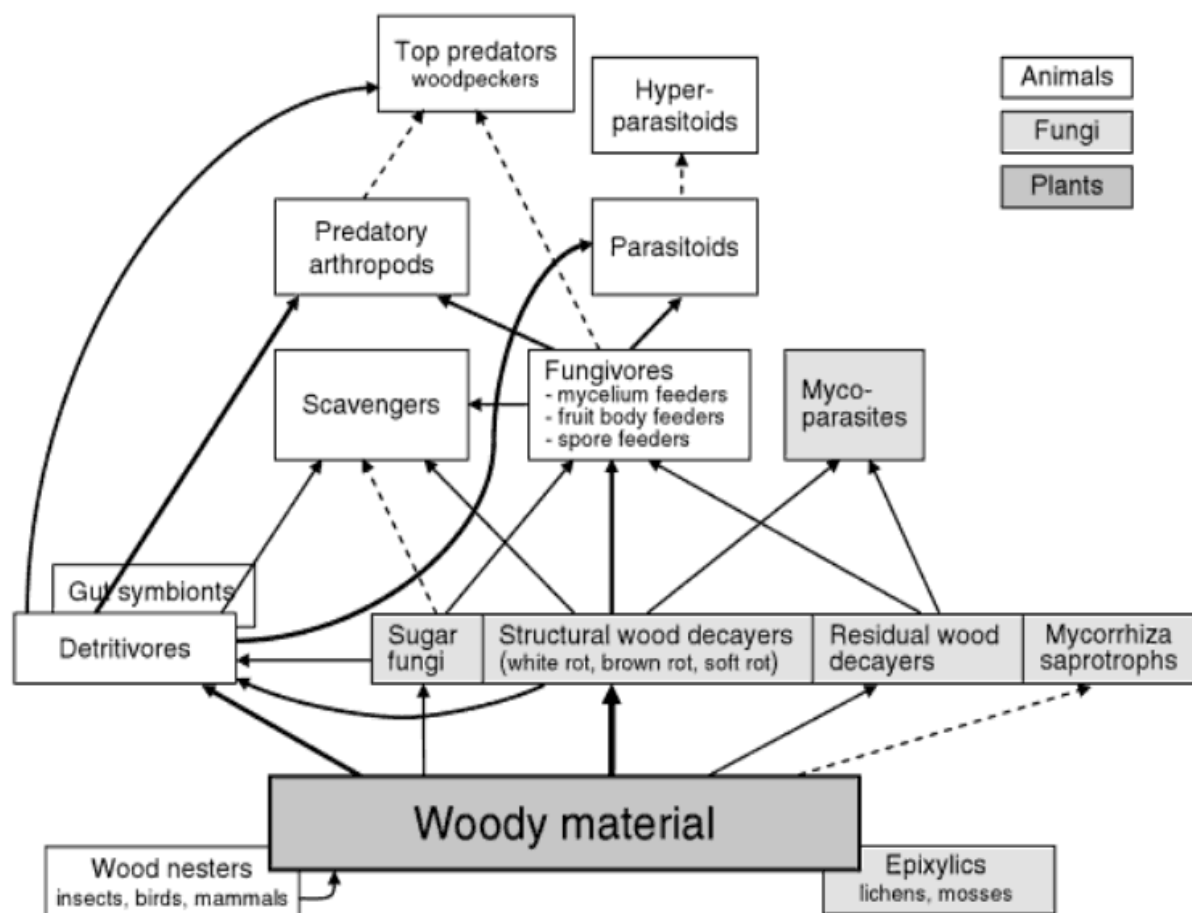 Top predators
woodpeckers
Hyper-
parasitoids
Animals
Fungi
Plants
Predatory
arthropods
Parasitoids
Scavengers
Fungivores
- mycelium feeders
- fruit body feeders
- spore feeders
Myco-
parasites
Gut symbionts
Detritivores
Sugar
fungi
Structural wood decayers
(white rot, brown rot, soft rot)
Residual wood
decayers
Mycorrhiza
saprotrophs
Woody material
Wood nesters
insects, birds, mammals
Epixylics
lichens, mosses